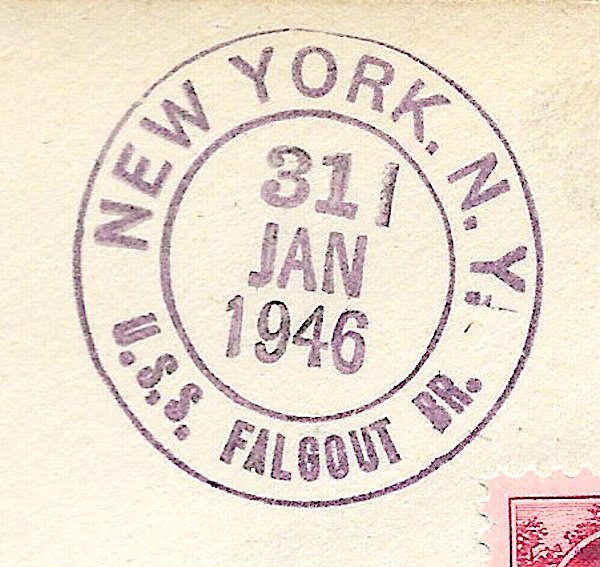 NEW YORK, N.Y.
31
JAN
1946
U.S.S. FALGOUT BR.